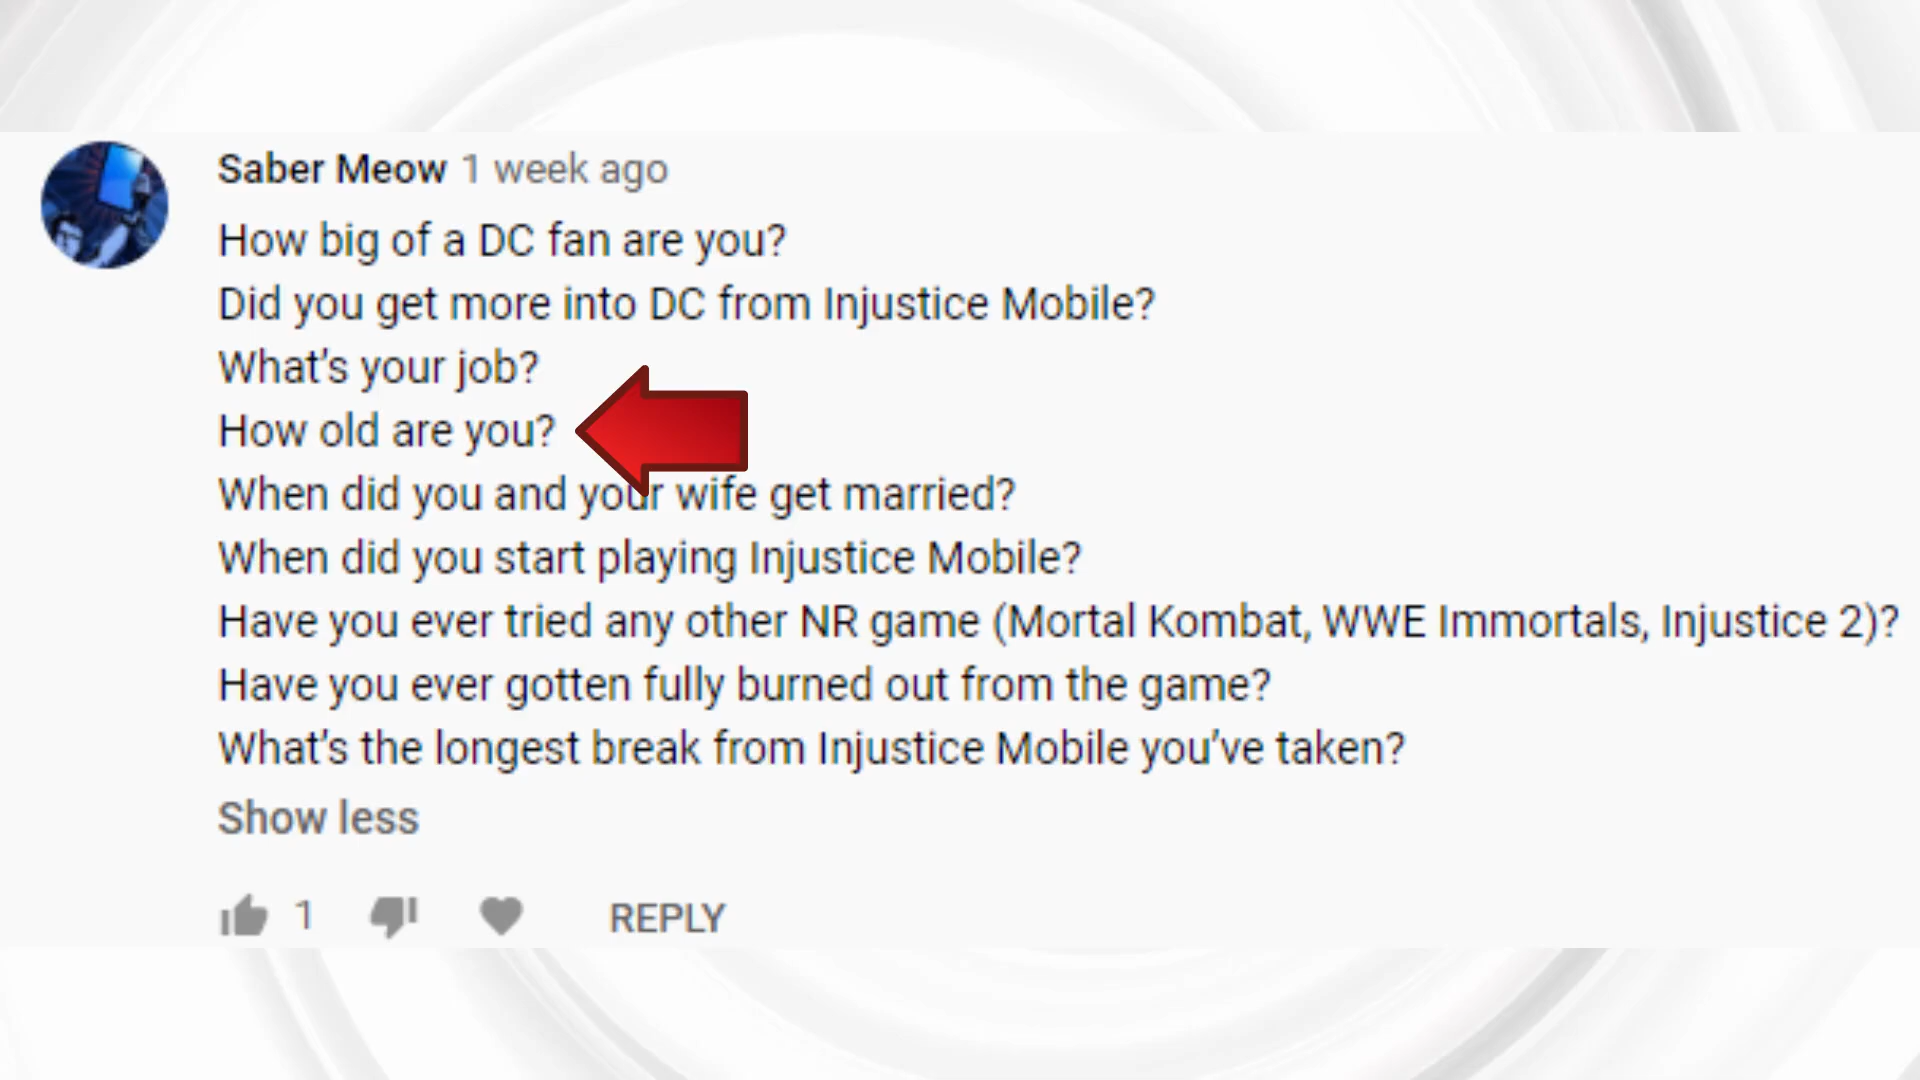 Saber Meow 1 week ago
How big of a DC fan are you?
Did you get more into DC from Injustice Mobile?
What's your job?
How old are you?
When did you and your wife get married?
When did you start playing Injustice Mobile?
Have you ever tried any other NR game (Mortal Kombat, WWE Immortals, Injustice 2)?
Have you ever gotten fully burned out from the game?
What's the longest break from Injustice Mobile you've taken?
Show less
1 REPLY